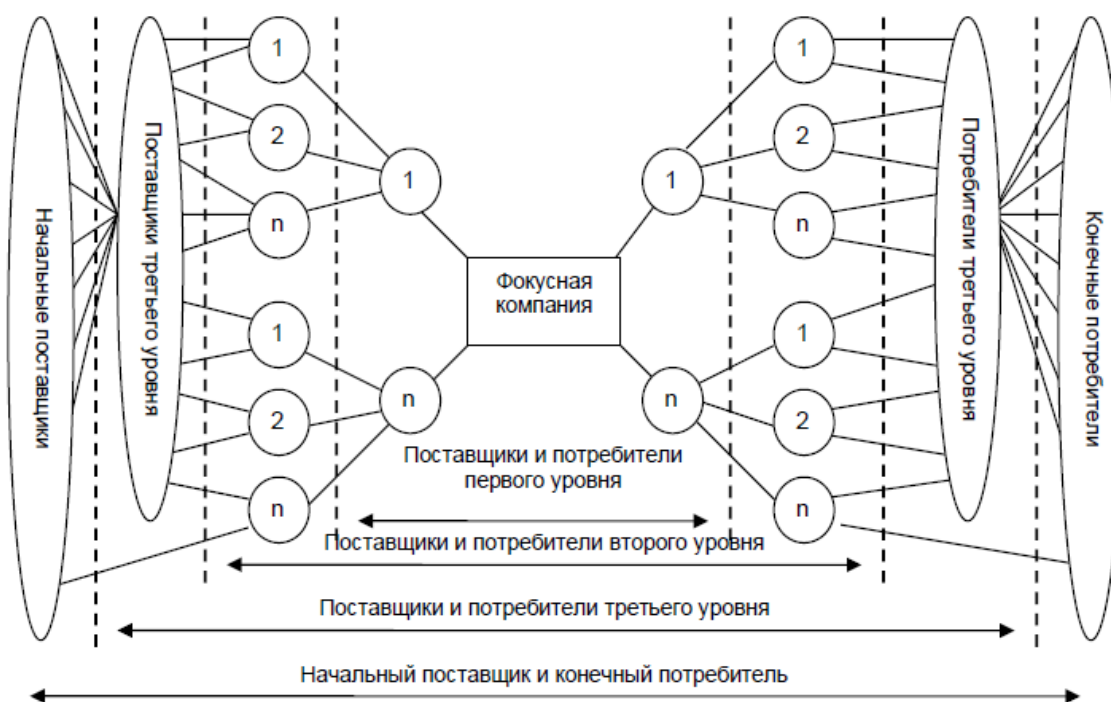 Начальные поставщики
Поставщики третьего уровня
1
2
n
1
2
n
1
n
Фокусная
компания
1
n
1
2
n
1
2
n
Потребители третьего уровня
Конечные потребители
Поставщики и потребители
первого уровня
Поставщики и потребители второго уровня
Поставщики и потребители третьего уровня
Начальный поставщик и конечный потребитель